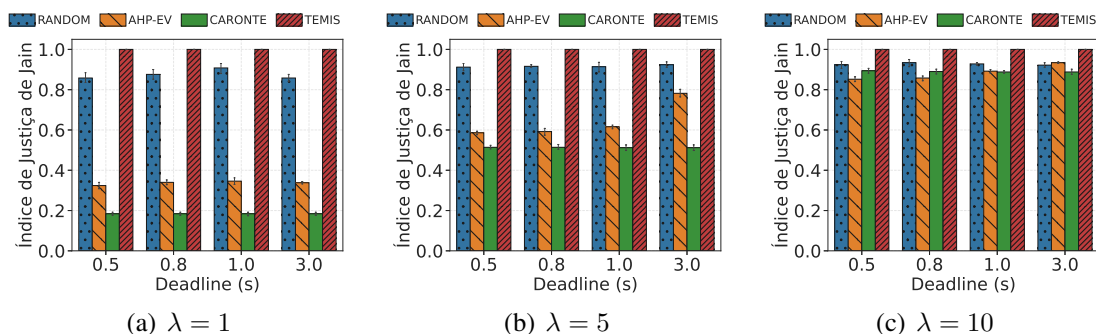 RANDOM AHP-EV CARONTE TEMIS
Índice de Justiça de Jain
1.0
0.8
0.6
0.4
0.2
0.0
0.5 0.8 1.0 3.0
Deadline (s)
(a) λ = 1
RANDOM AHP-EV CARONTE TEMIS
Índice de Justiça de Jain
1.0
0.8
0.6
0.4
0.2
0.0
0.5 0.8 1.0 3.0
Deadline (s)
(b) λ = 5
RANDOM AHP-EV CARONTE TEMIS
Índice de Justiça de Jain
1.0
0.8
0.6
0.4
0.2
0.0
0.5 0.8 1.0 3.0
Deadline (s)
(c) λ = 10